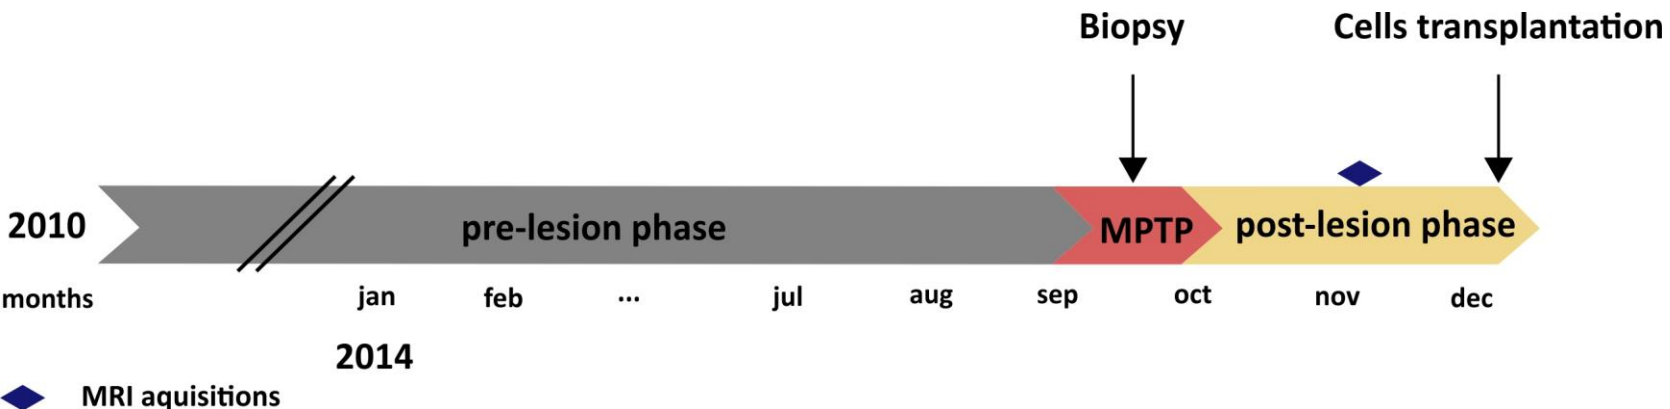 Biopsy
Cells transplantation
2010
pre-lesion phase
MPTP
post-lesion phase
months
jan
feb
...
jul
aug
sep
oct
nov
dec
2014
MRI aquisitions